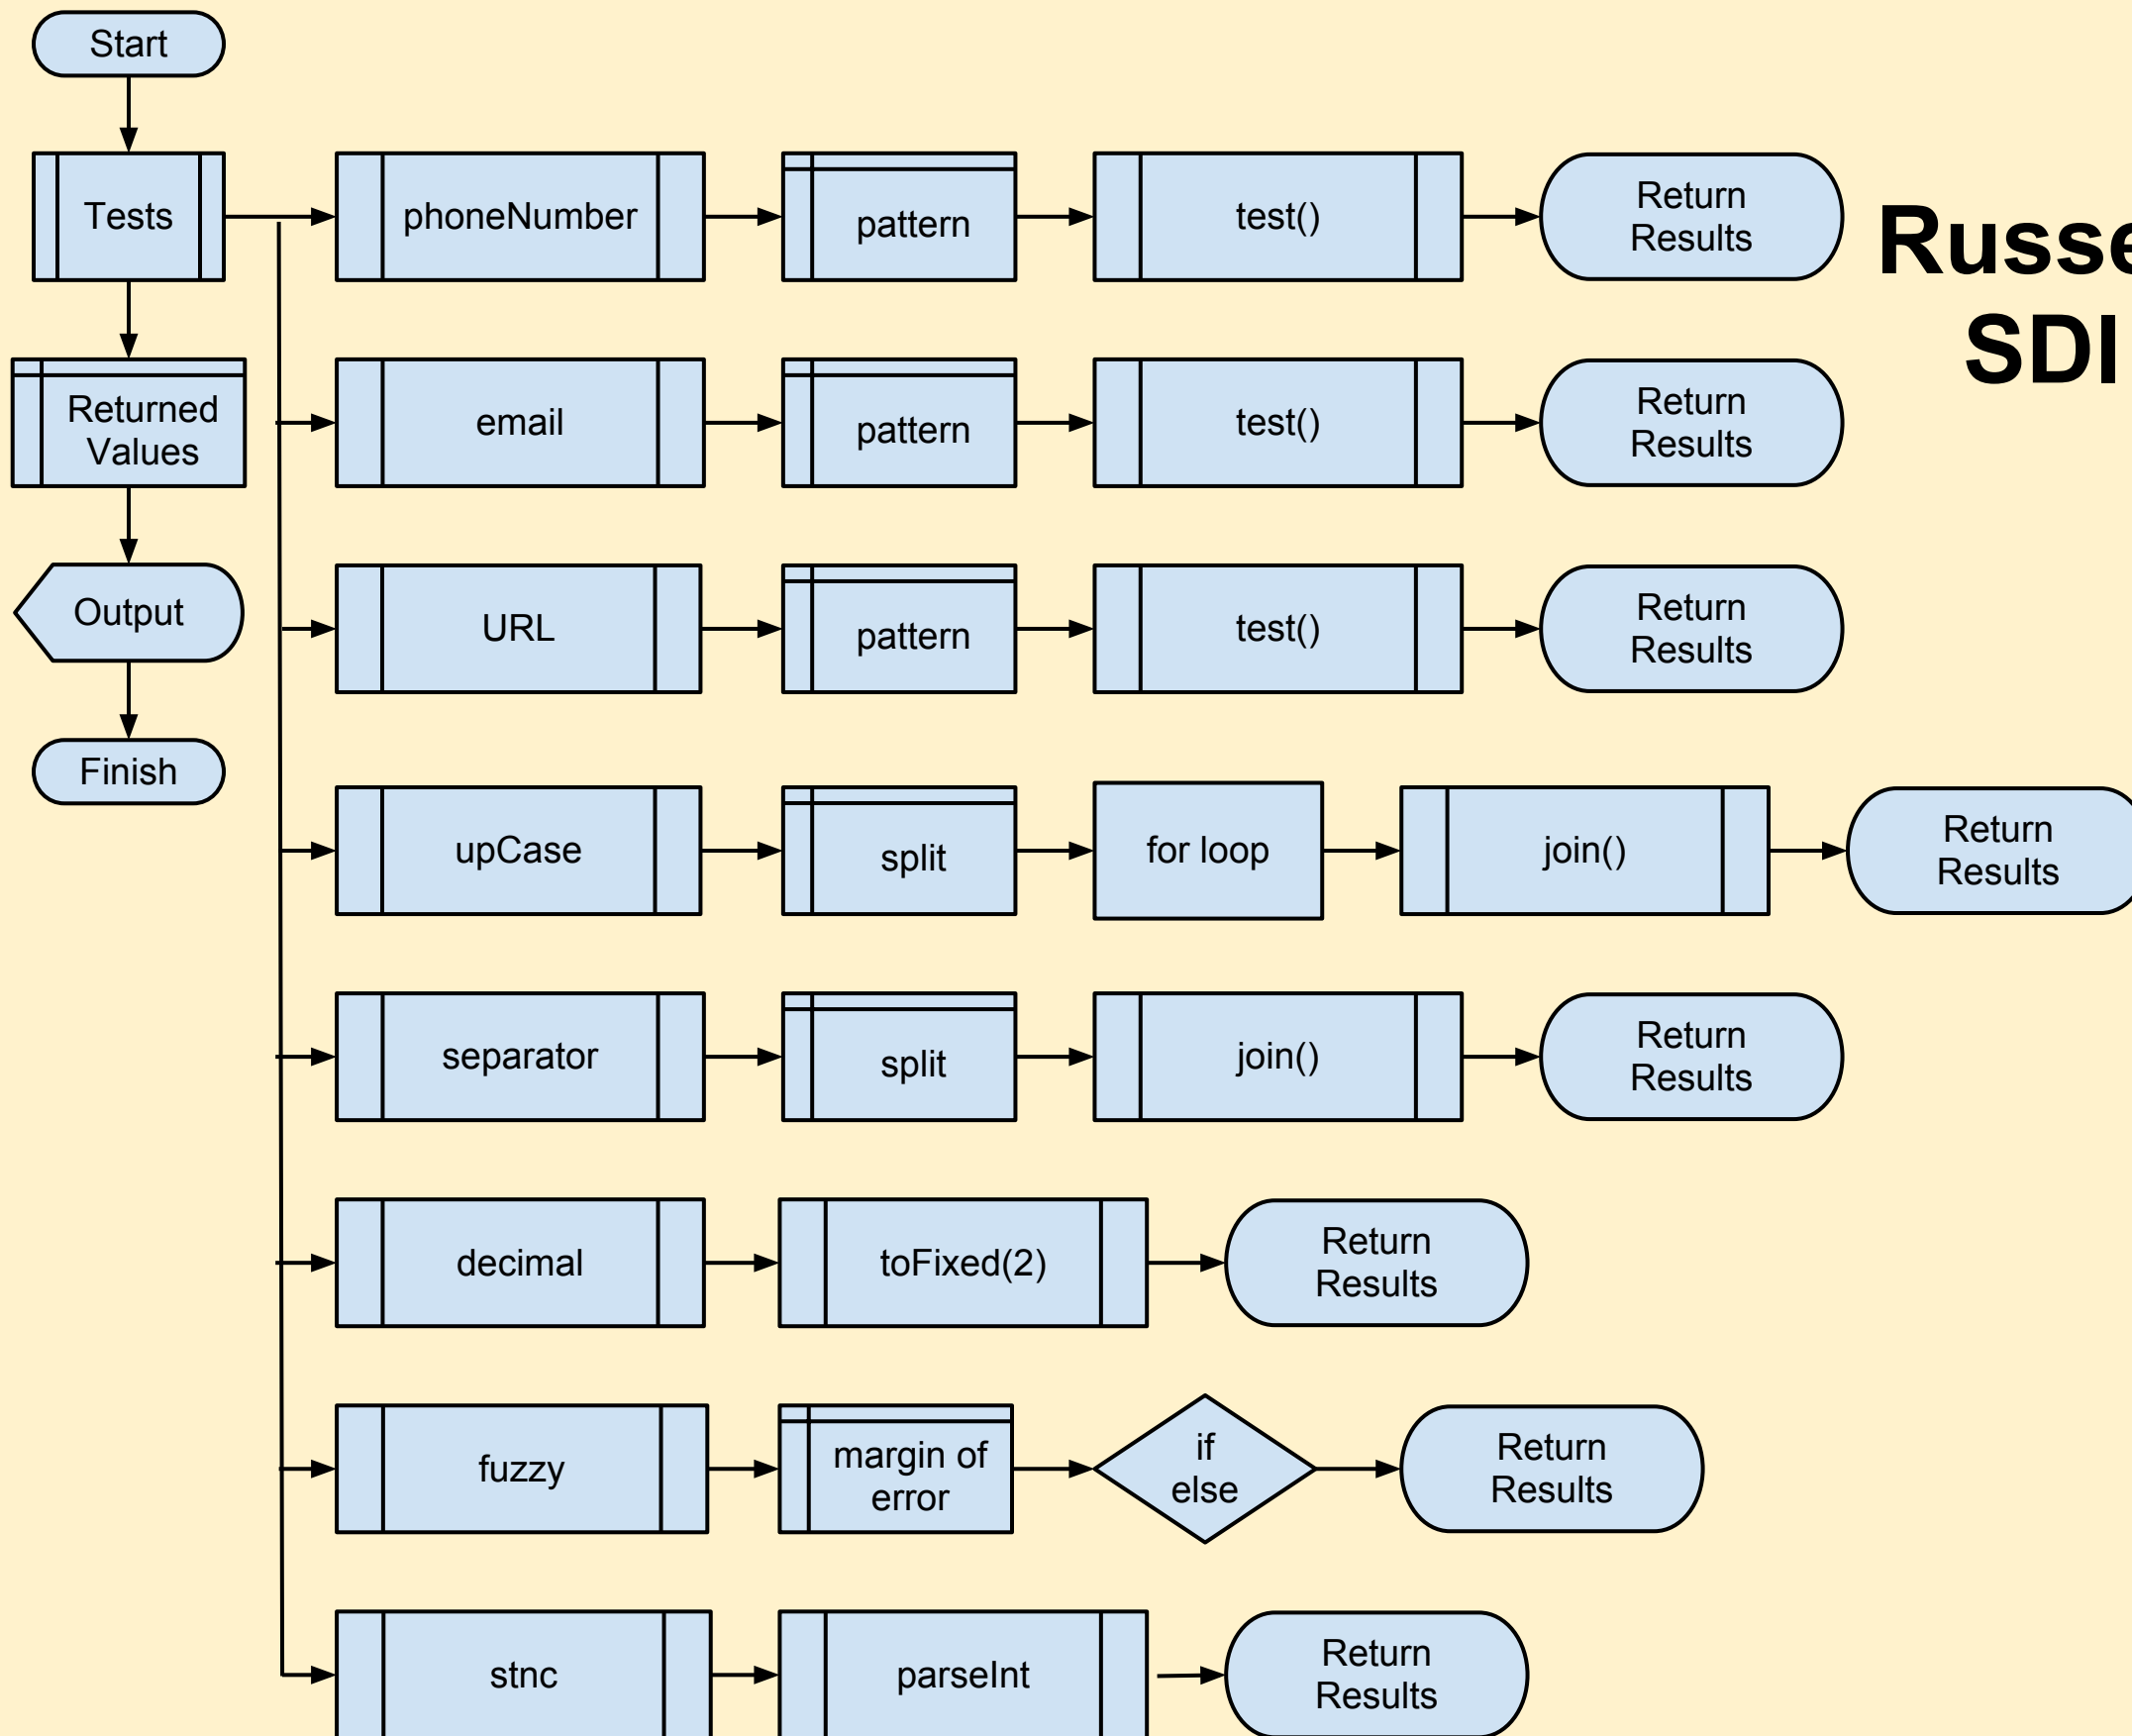 Start
Tests
phoneNumber
pattern
test()
Return
Results
Russe
SDI
Returned
Values
email
pattern
test()
Return
Results
Output
URL
pattern
test()
Return
Results
Finish
upCase
split
for loop
join()
Return
Results
separator
split
join()
Return
Results
decimal
toFixed(2)
Return
Results
fuzzy
margin of
error
if
else
Return
Results
stnc
parseInt
Return
Results